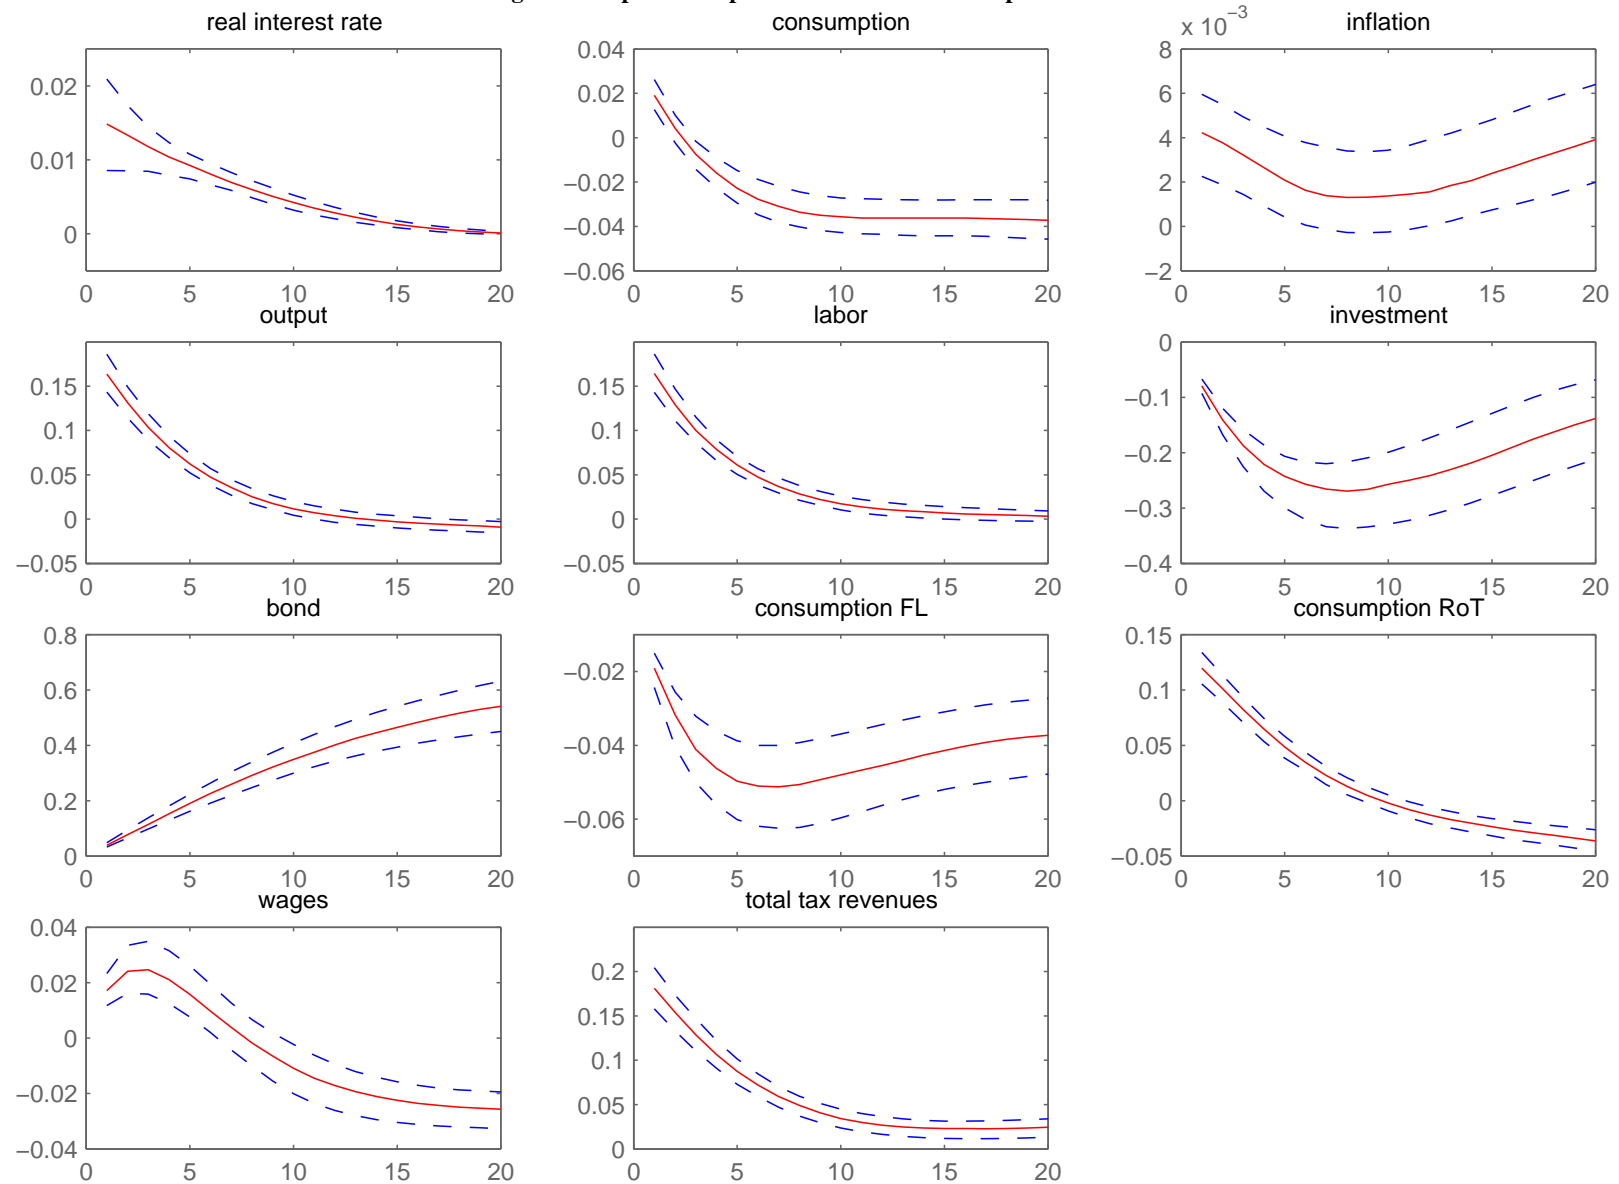 real interest rate
0.02
0.01
0
0 5 10 15 20
consumption
0.04
0.02
0
−0.02
−0.04
−0.06
0 5 10 15 20
inflation
x 10−3
8
6
4
2
0
−2
0 5 10 15 20
output
0.15
0.1
0.05
0
−0.05
0 5 10 15 20
labor
0.15
0.1
0.05
0
−0.05
0 5 10 15 20
investment
0
−0.1
−0.2
−0.3
−0.4
0 5 10 15 20
bond
0.8
0.6
0.4
0.2
0
0 5 10 15 20
consumption FL
−0.02
−0.04
−0.06
0 5 10 15 20
consumption RoT
0.15
0.1
0.05
0
−0.05
0 5 10 15 20
wages
0.04
0.02
0
−0.02
−0.04
0 5 10 15 20
total tax revenues
0.2
0.15
0.1
0.05
0
0 5 10 15 20